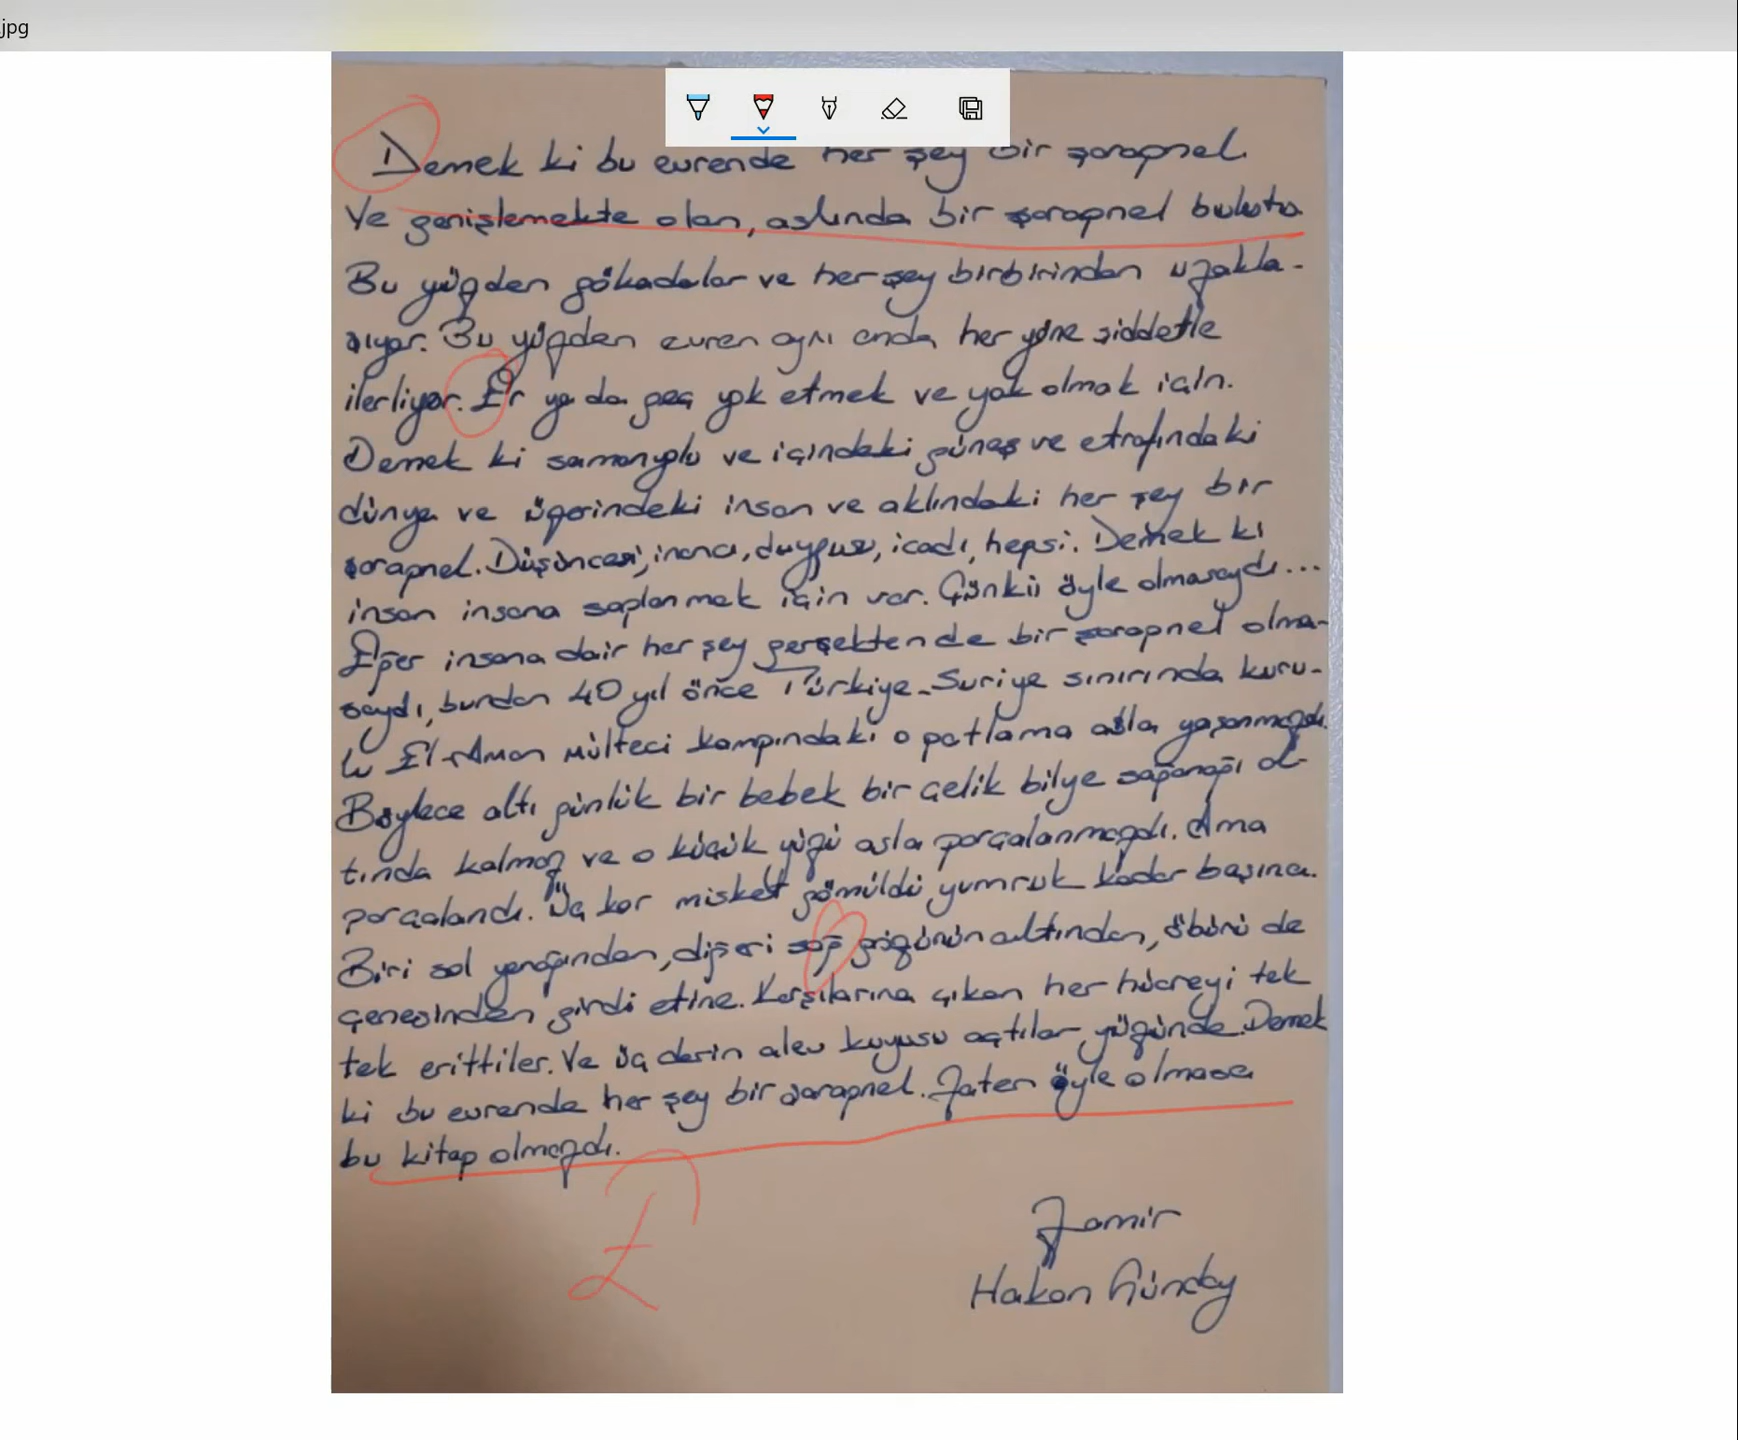 jpg
Demek ki bu evrende her şey bir şarapnel.
Ve genişlemekte olan, aslında bir şarapnel bulutu
Bu yüzden gökadalar ve her şey birbirinden uzakla-
şıyor. Bu yüzden evren aynı anda her yöne şiddetle
ilerliyor. Er ya da geç yok etmek ve yok olmak için.
Demek ki samanyolu ve içindeki güneş ve etrafındaki
dünya ve üzerindeki insan ve aklındaki her şey bir
şarapnel. Düşüncesi, inancı, duygusu, icadı, hepsi. Demek ki
insan insana saplanmak için var. Çünkü öyle olmasaydı...
Eğer insana dair her şey gerçekten de bir şarapnel olma-
saydı, bundan 40 yıl önce Türkiye-Suriye sınırında kuru-
lu El-Aman Mülteci kampındaki o patlama asla yaşanmazdı.
Böylece altı günlük bir bebek bir çelik bilye sağanağı al-
tında kalmaz ve o küçük yüzü asla parçalanmazdı. Ama
parçalandı. Üç kor misket gömüldü yumruk kadar başına.
Biri sol yanağından, diğeri sağ gözünün altından, öbürü de
çenesinden girdi etine. Karşılarına çıkan her hücreyi tek
tek erittiler. Ve üç derin alev kuyusu açtılar yüzünde. Demek
ki bu evrende her şey bir şarapnel. Zaten öyle olmasa
bu kitap olmazdı.
Zamir
Hakan Günday